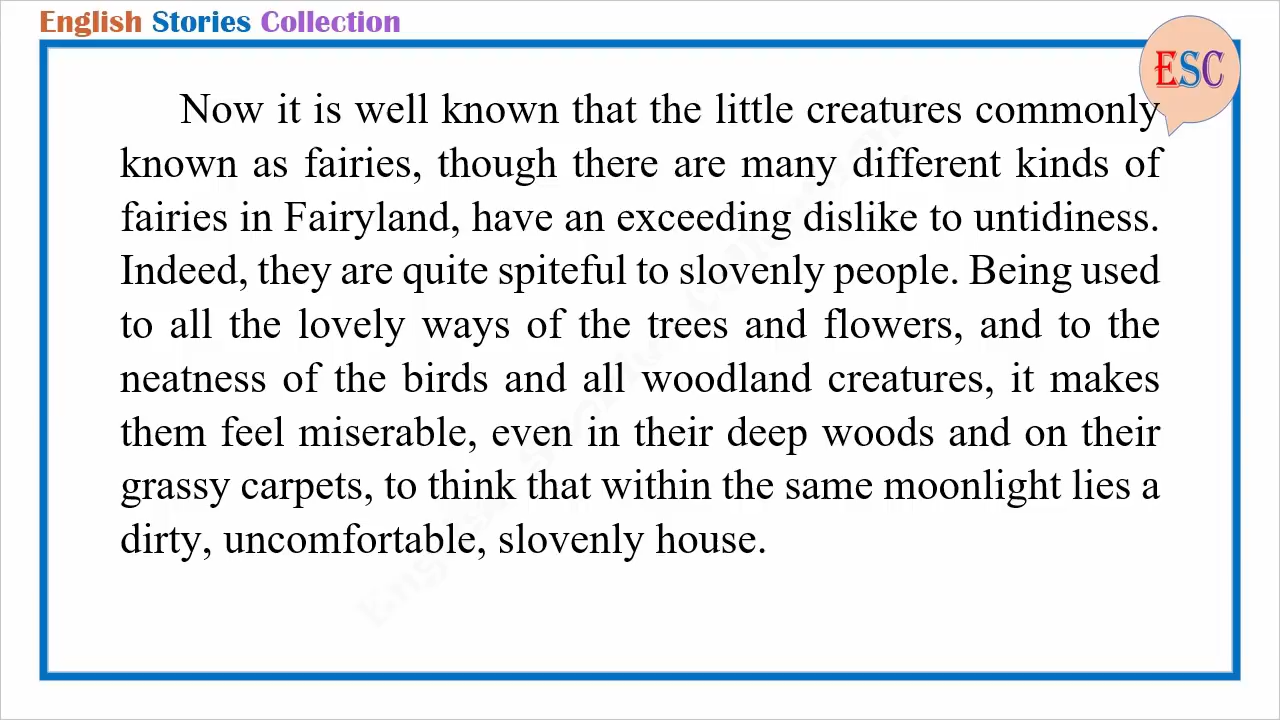 English Stories Collection
ESC
Now it is well known that the little creatures commonly
known as fairies, though there are many different kinds of
fairies in Fairyland, have an exceeding dislike to untidiness.
Indeed, they are quite spiteful to slovenly people. Being used
to all the lovely ways of the trees and flowers, and to the
neatness of the birds and all woodland creatures, it makes
them feel miserable, even in their deep woods and on their
grassy carpets, to think that within the same moonlight lies a
dirty, uncomfortable, slovenly house.